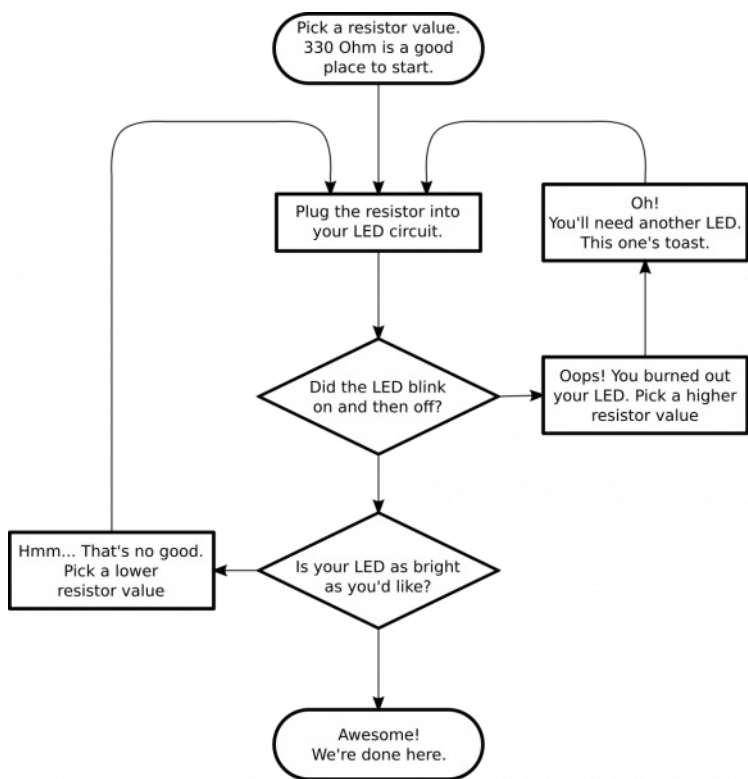 Pick a resistor value.
330 Ohm is a good
place to start.
Plug the resistor into
your LED circuit.
Oh!
You'll need another LED.
This one's toast.
Did the LED blink
on and then off?
Oops! You burned out
your LED. Pick a higher
resistor value
Hmm... That's no good.
Pick a lower
resistor value
Is your LED as bright
as you'd like?
Awesome!
We're done here.